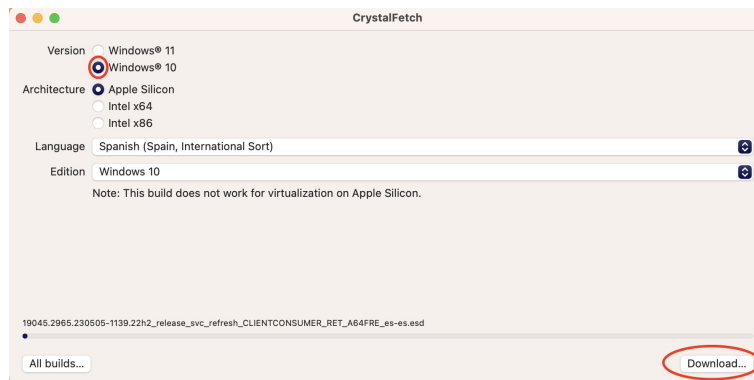 CrystalFetch
Version Windows® 11
Windows® 10
Architecture Apple Silicon
Intel x64
Intel x86
Language Spanish (Spain, International Sort)
Edition Windows 10
Note: This build does not work for virtualization on Apple Silicon.
19045.2965.230505-1139.22h2_release_svc_refresh_CLIENTCONSUMER_RET_A64FRE_es-es.esd
All builds... Download...